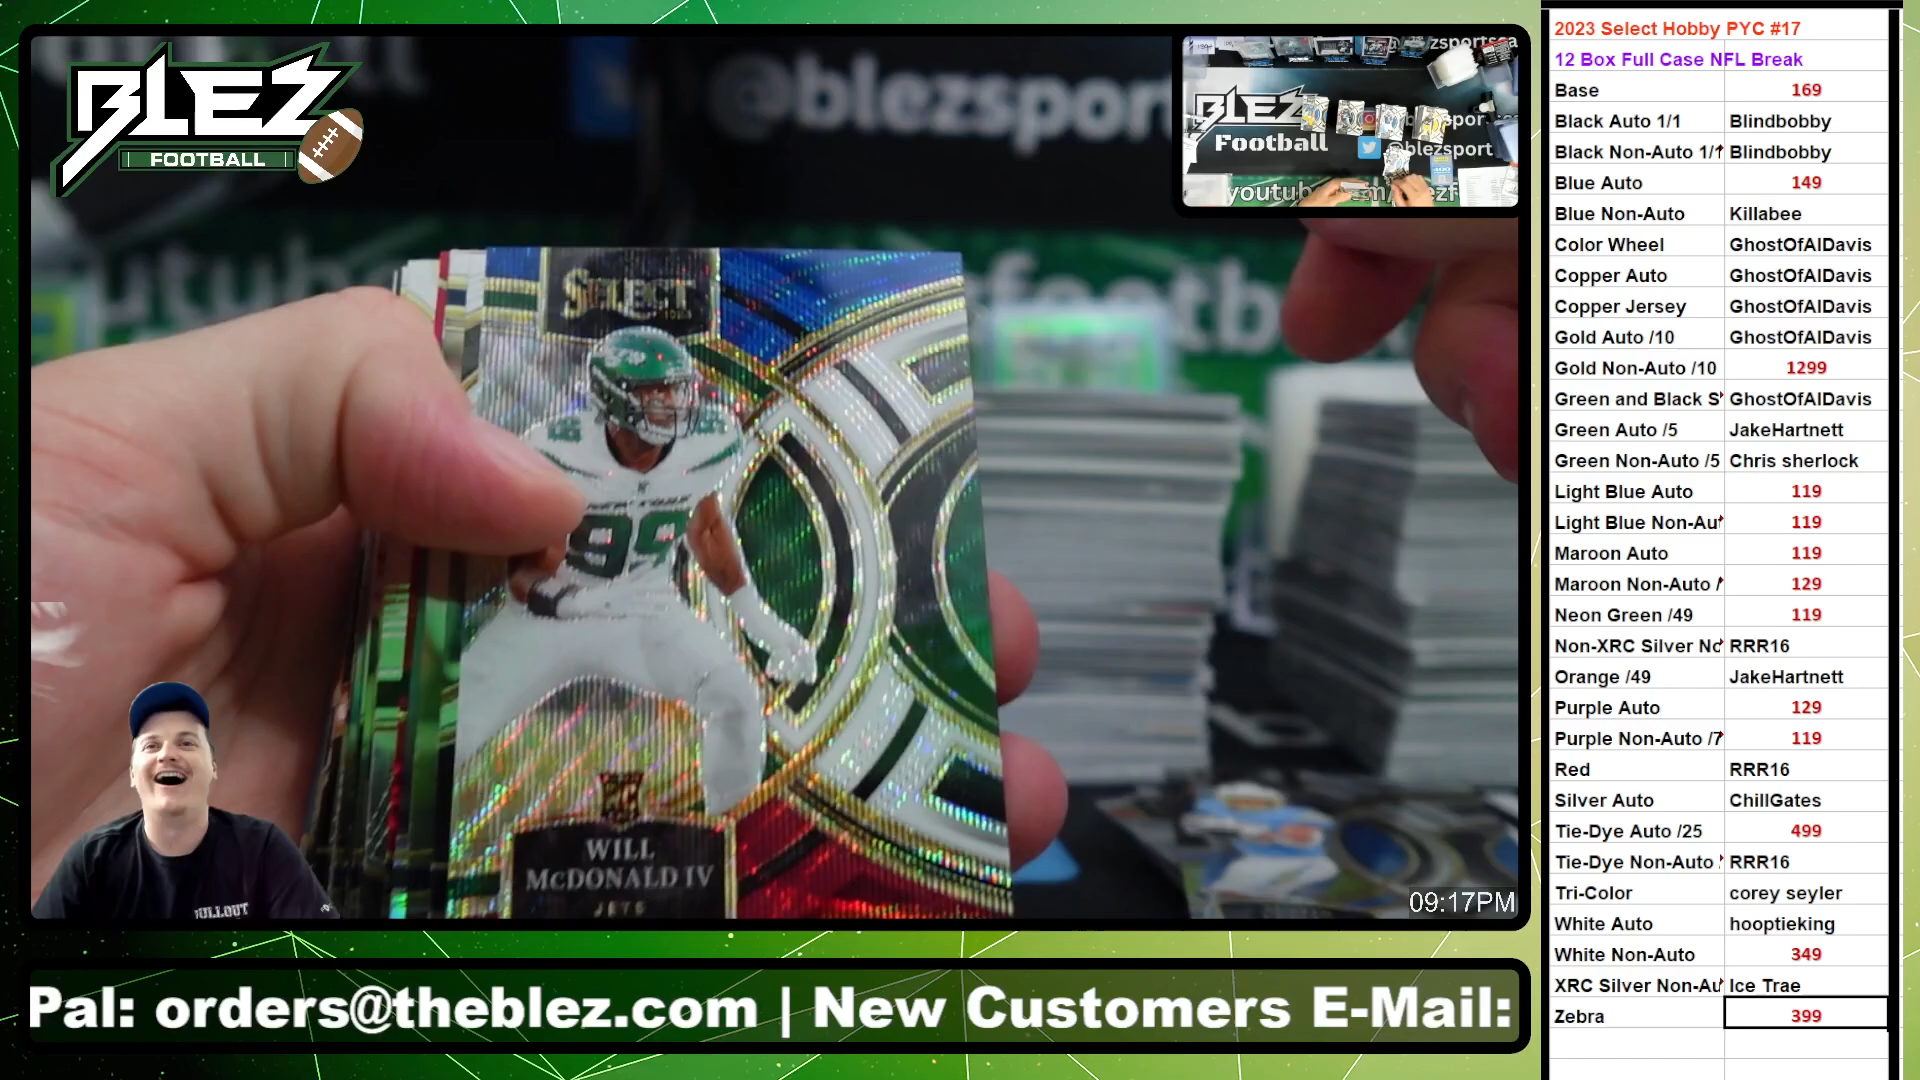 BLEZ
FOOTBALL
@blezspor
SELECT
99
WILL
McDONALD IV
JETS
BLEZ
Football
@blezsport
09:17PM
Pal: orders@theblez.com | New Customers E-Mail:
2023 Select Hobby PYC #17
12 Box Full Case NFL Break
Base 169
Black Auto 1/1 Blindbobby
Black Non-Auto 1/1 Blindbobby
Blue Auto 149
Blue Non-Auto Killabee
Color Wheel GhostOfAlDavis
Copper Auto GhostOfAlDavis
Copper Jersey GhostOfAlDavis
Gold Auto /10 GhostOfAlDavis
Gold Non-Auto /10 1299
Green and Black S GhostOfAlDavis
Green Auto /5 JakeHartnett
Green Non-Auto /5 Chris sherlock
Light Blue Auto 119
Light Blue Non-Au 119
Maroon Auto 119
Maroon Non-Auto / 129
Neon Green /49 119
Non-XRC Silver No RRR16
Orange /49 JakeHartnett
Purple Auto 129
Purple Non-Auto /7 119
Red RRR16
Silver Auto ChillGates
Tie-Dye Auto /25 499
Tie-Dye Non-Auto RRR16
Tri-Color corey seyler
White Auto hooptieking
White Non-Auto 349
XRC Silver Non-Au Ice Trae
Zebra 399